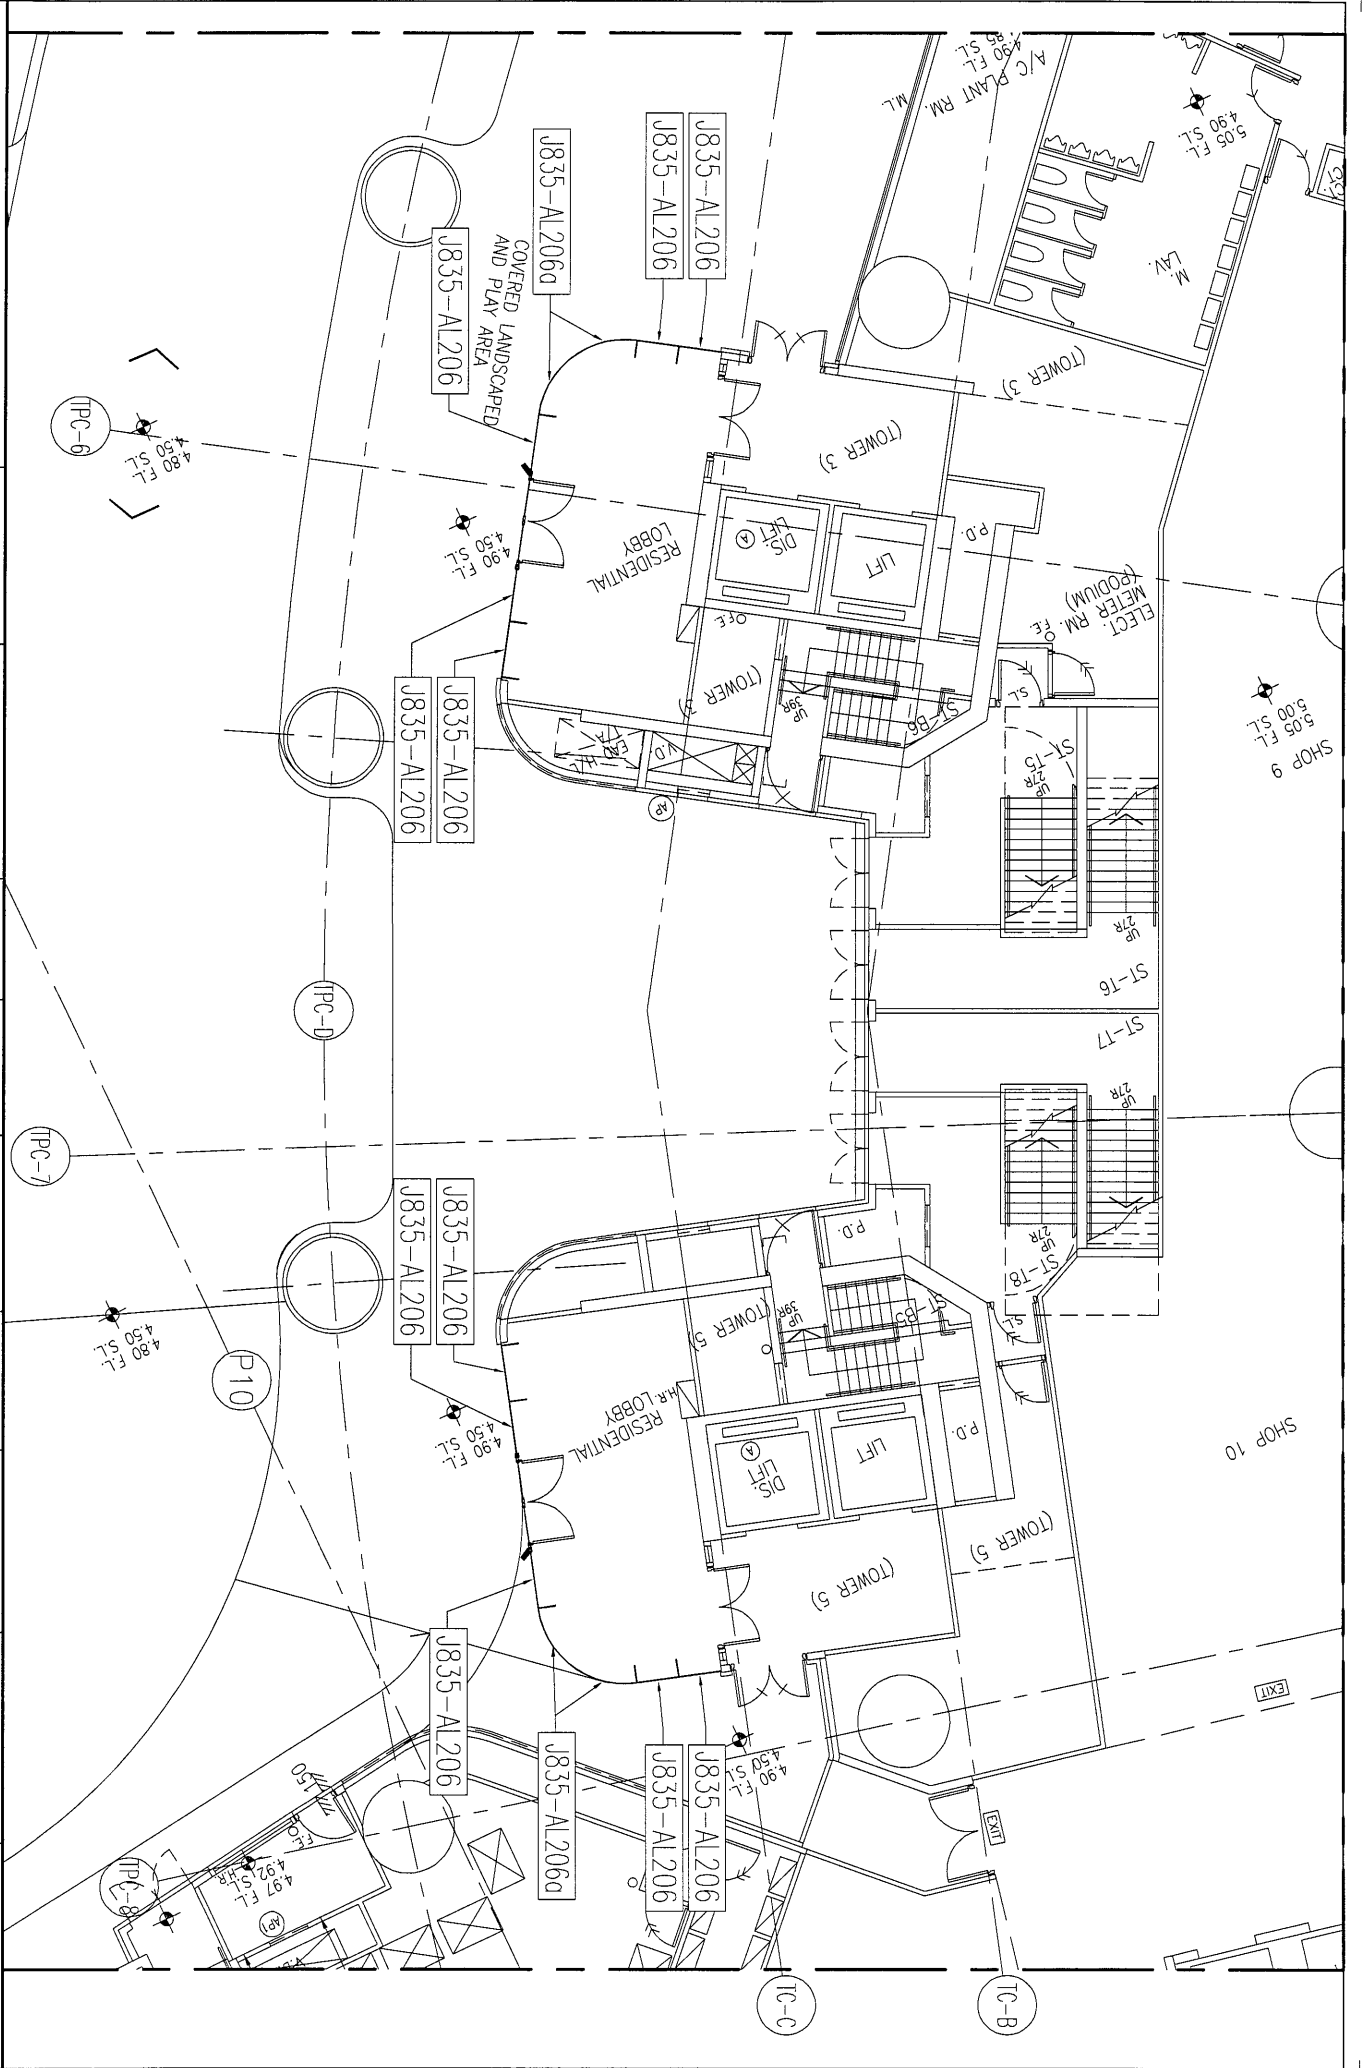 4.90 F.L.
4.85 S.L.
A/C PLANT RM.
M.L.
5.05 F.L.
4.90 S.L.
M.
LAV.
J835-AL206
J835-AL206
J835-AL206a
J835-AL206
COVERED LANDSCAPED
AND PLAY AREA
(TOWER 3)
(TOWER 3)
TPC-6
4.80 F.L.
4.50 S.L.
4.90 F.L.
4.50 S.L.
RESIDENTIAL
LOBBY
DIS.
LIFT
A
LIFT
P.D.
ELECT.
METER RM.
(PODIUM)
F.E.
F.E.
(TOWER 3)
UP
39R
ST-B6
S.L.
5.05 F.L.
5.00 S.L.
SHOP 9
J835-AL206
J835-AL206
EAD H/L
V.D.
AP
ST-T5
UP
27R
UP
27R
ST-T6
ST-T7
TPC-D
TPC-7
UP
27R
UP
27R
ST-T8
S.L.
J835-AL206
J835-AL206
P.D.
ST-B5
UP
39R
(TOWER 5)
4.80 F.L.
4.50 S.L.
P10
4.90 F.L.
4.50 S.L.
RESIDENTIAL
LOBBY
H.R.
DIS.
LIFT
A
LIFT
P.D.
SHOP 10
(TOWER 5)
(TOWER 5)
J835-AL206
J835-AL206a
J835-AL206
J835-AL206
4.90 F.L.
4.50 S.L.
EXIT
EXIT
150
F.E.
4.97 F.L.
4.92 S.L.
H.R.
AP1
TPC-8
TC-C
TC-B